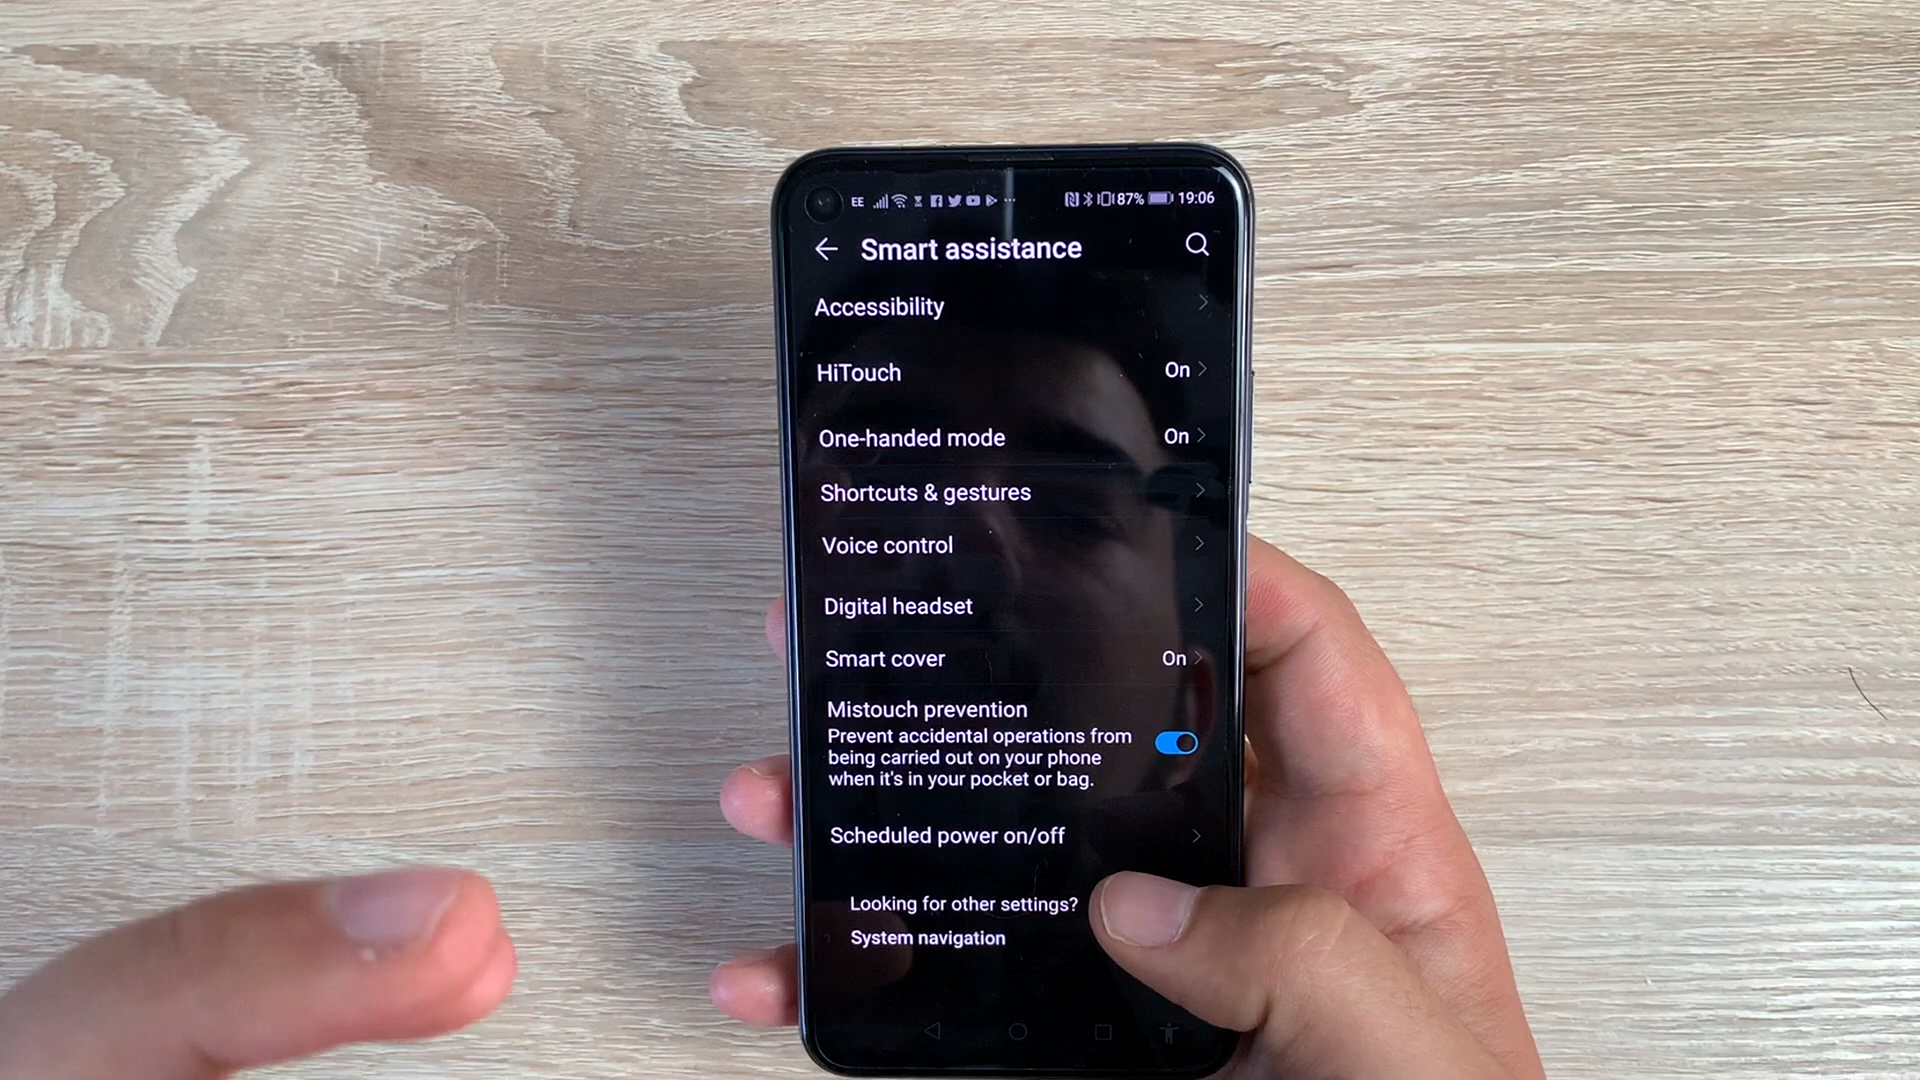 EE 87% 19:06
Smart assistance
Accessibility
HiTouch On
One-handed mode On
Shortcuts & gestures
Voice control
Digital headset
Smart cover On
Mistouch prevention
Prevent accidental operations from
being carried out on your phone
when it's in your pocket or bag.
Scheduled power on/off
Looking for other settings?
System navigation